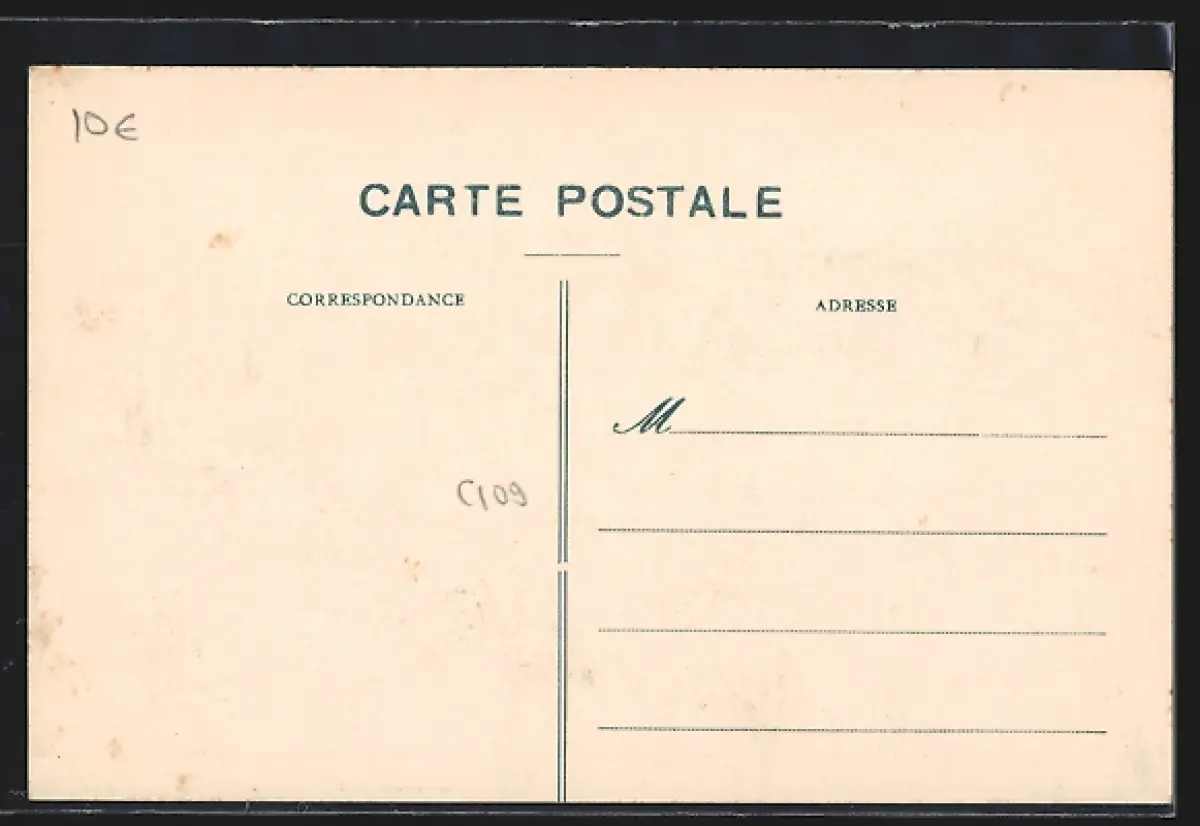 10€
CARTE POSTALE
CORRESPONDANCE
ADRESSE
M
C109